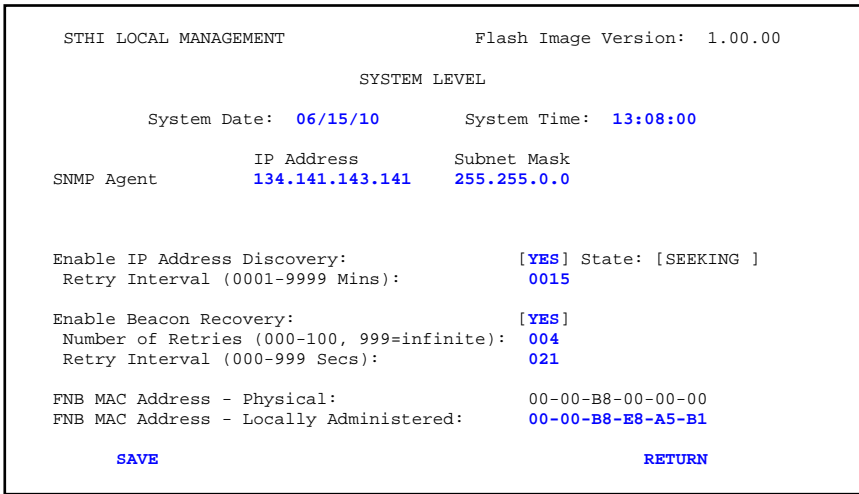 STHI LOCAL MANAGEMENT Flash Image Version: 1.00.00
SYSTEM LEVEL
System Date: 06/15/10 System Time: 13:08:00
IP Address Subnet Mask
SNMP Agent 134.141.143.141 255.255.0.0
Enable IP Address Discovery: [YES] State: [SEEKING ]
Retry Interval (0001-9999 Mins): 0015
Enable Beacon Recovery: [YES]
Number of Retries (000-100, 999=infinite): 004
Retry Interval (000-999 Secs): 021
FNB MAC Address - Physical: 00-00-B8-00-00-00
FNB MAC Address - Locally Administered: 00-00-B8-E8-A5-B1
SAVE RETURN